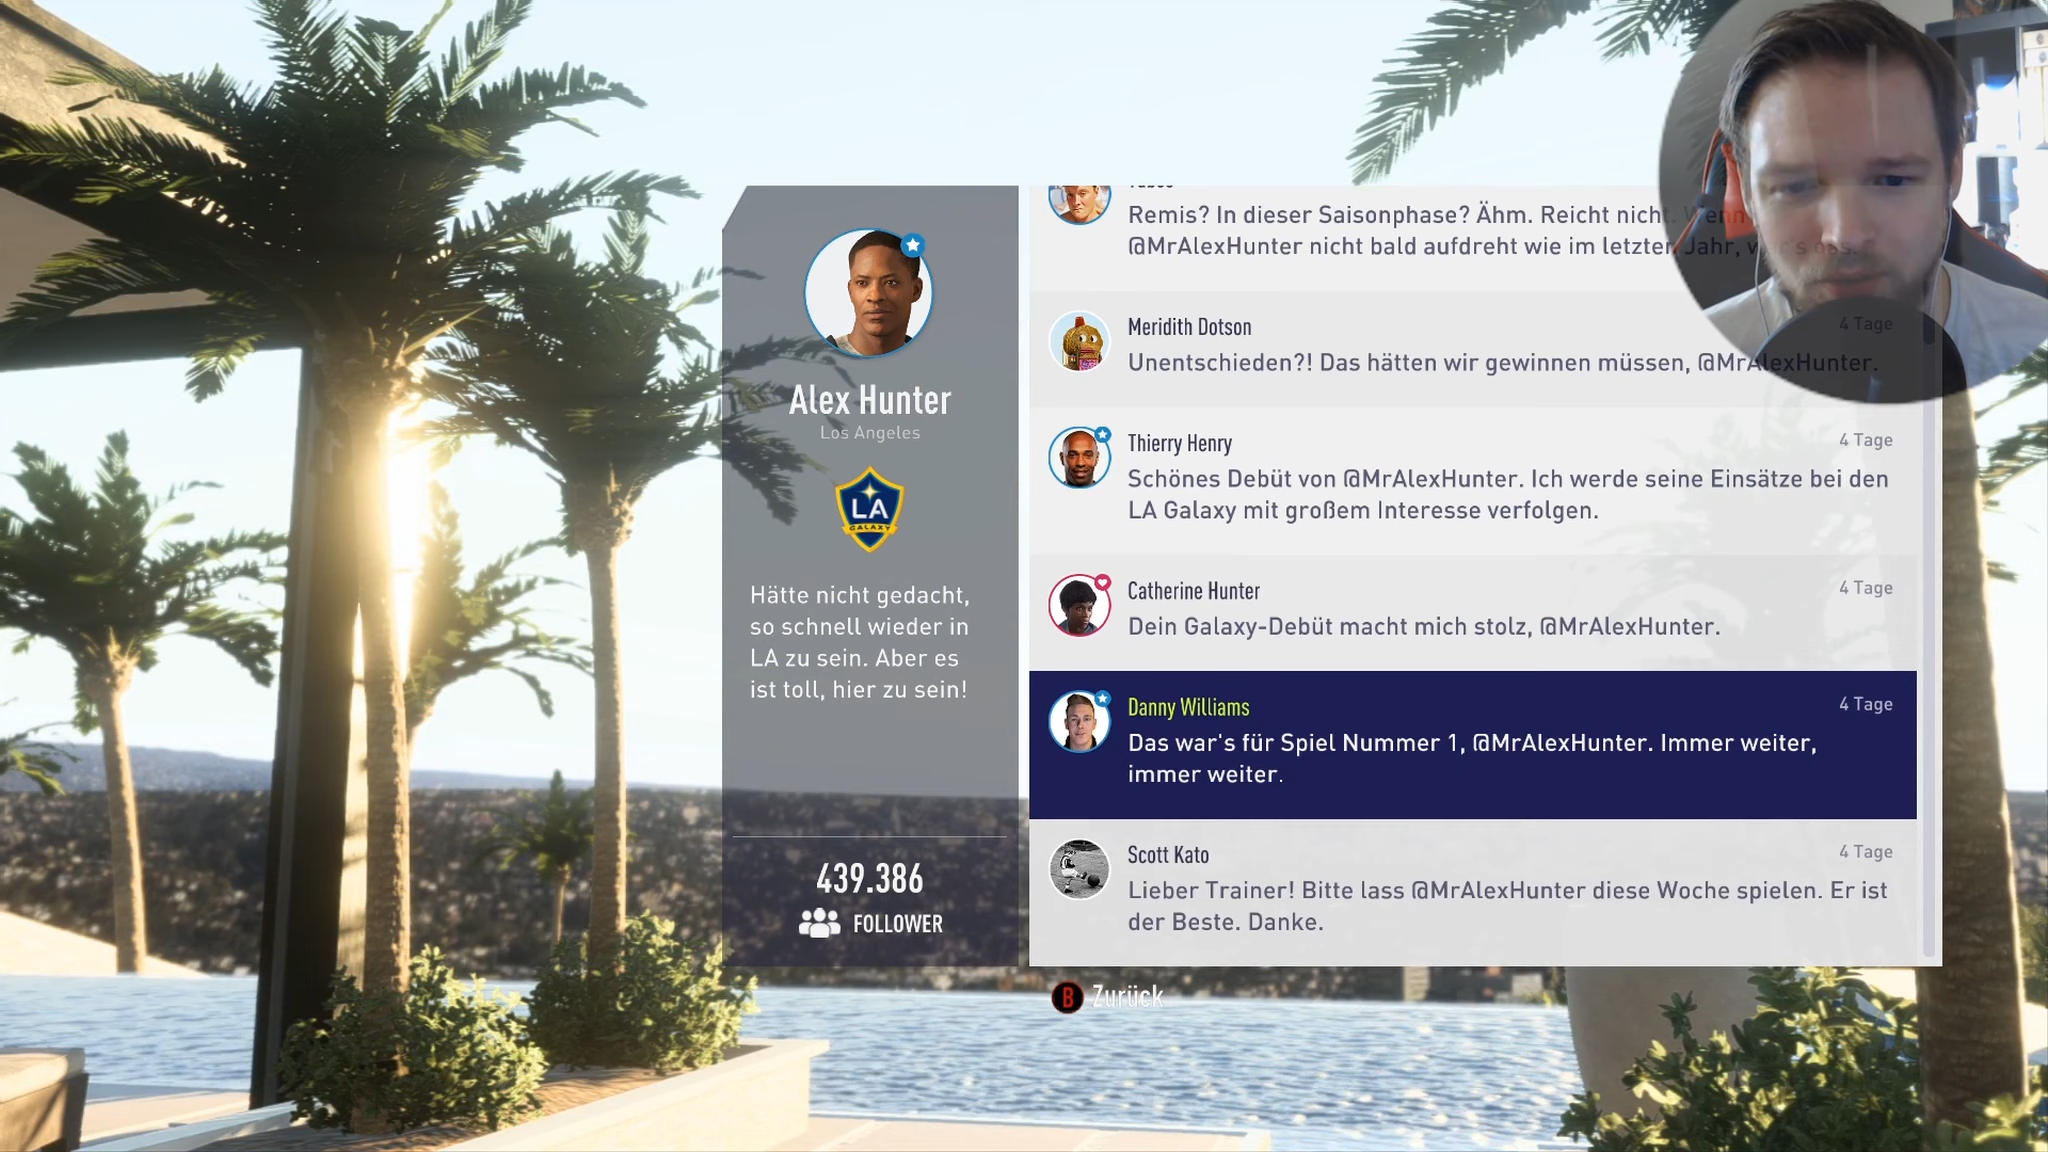 Alex Hunter
Los Angeles
LA
GALAXY
Hätte nicht gedacht,
so schnell wieder in
LA zu sein. Aber es
ist toll, hier zu sein!
439.386
FOLLOWER
Remis? In dieser Saisonphase? Ähm. Reicht nicht. Wenn
@MrAlexHunter nicht bald aufdreht wie im letzten Jahr,
Meridith Dotson
4 Tage
Unentschieden?! Das hätten wir gewinnen müssen, @MrAlexHunter.
Thierry Henry
4 Tage
Schönes Debüt von @MrAlexHunter. Ich werde seine Einsätze bei den
LA Galaxy mit großem Interesse verfolgen.
Catherine Hunter
4 Tage
Dein Galaxy-Debüt macht mich stolz, @MrAlexHunter.
Danny Williams
4 Tage
Das war's für Spiel Nummer 1, @MrAlexHunter. Immer weiter,
immer weiter.
Scott Kato
4 Tage
Lieber Trainer! Bitte lass @MrAlexHunter diese Woche spielen. Er ist
der Beste. Danke.
B Zurück